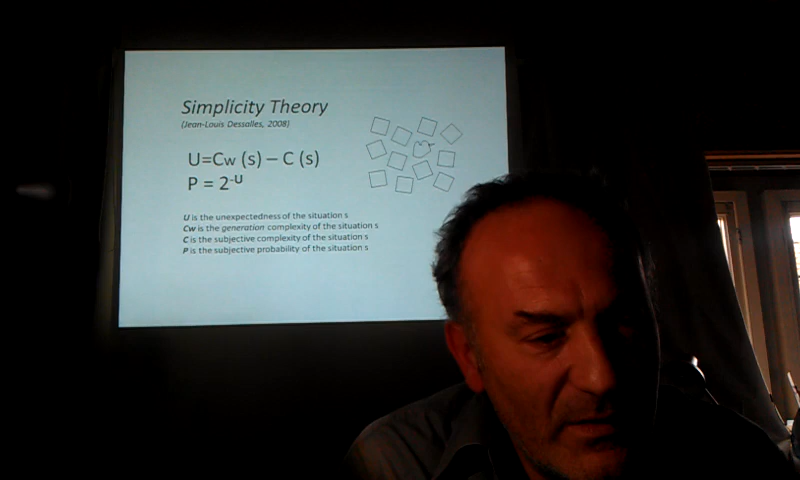 Simplicity Theory
(Jean-Louis Dessalles, 2008)
U=Cw (s) – C (s)
P = 2-U
U is the unexpectedness of the situation s
Cw is the generation complexity of the situation s
C is the subjective complexity of the situation s
P is the subjective probability of the situation s